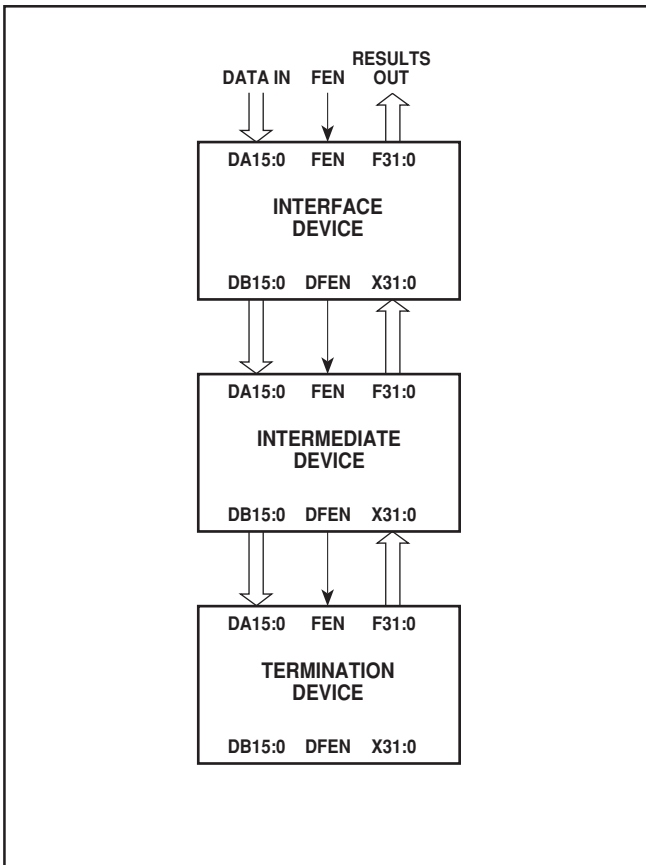 RESULTS
DATA IN FEN OUT
DA15:0 FEN F31:0
INTERFACE
DEVICE
DB15:0 DFEN X31:0
DA15:0 FEN F31:0
INTERMEDIATE
DEVICE
DB15:0 DFEN X31:0
DA15:0 FEN F31:0
TERMINATION
DEVICE
DB15:0 DFEN X31:0